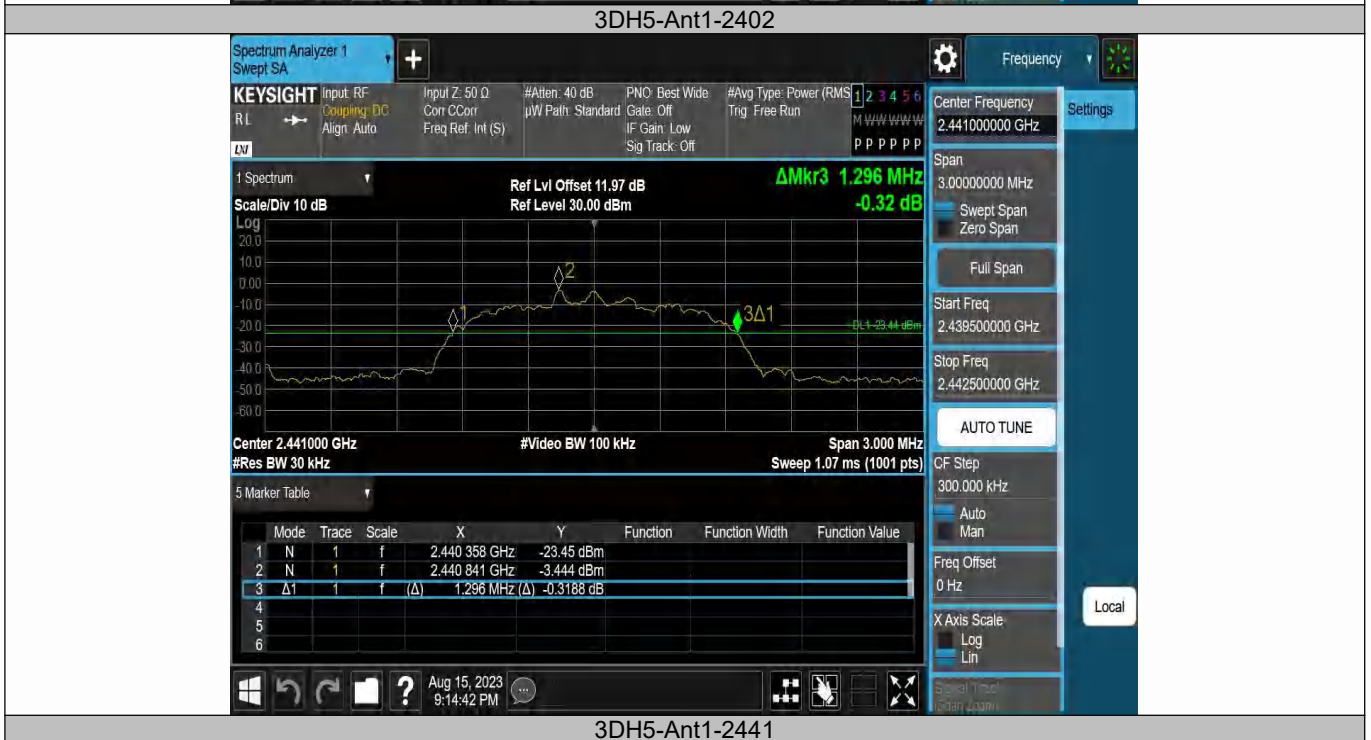 3DH5-Ant1-2402
Spectrum Analyzer 1
Swept SA
+
Frequency
KEYSIGHT
RL
LXI
Input: RF
Coupling: DC
Align: Auto
Input Z: 50 Ω
Corr CCorr
Freq Ref: Int (S)
#Atten: 40 dB
µW Path: Standard
PNO: Best Wide
Gate: Off
IF Gain: Low
Sig Track: Off
#Avg Type: Power (RMS
Trig: Free Run
1 2 3 4 5 6
M W W W W W
P P P P P P
1 Spectrum
Scale/Div 10 dB
Ref Lvl Offset 11.97 dB
Ref Level 30.00 dBm
ΔMkr3 1.296 MHz
-0.32 dB
Log
20.0
10.0
0.00
-10.0
-20.0
-30.0
-40.0
-50.0
-60.0
1
2
3Δ1
DL1 -23.44 dBm
Center 2.441000 GHz
#Video BW 100 kHz
Span 3.000 MHz
#Res BW 30 kHz
Sweep 1.07 ms (1001 pts)
5 Marker Table
Mode Trace Scale X Y Function Function Width Function Value
1 N 1 f 2.440 358 GHz -23.45 dBm
2 N 1 f 2.440 841 GHz -3.444 dBm
3 Δ1 1 f (Δ) 1.296 MHz (Δ) -0.3188 dB
4
5
6
Aug 15, 2023
9:14:42 PM
Center Frequency
2.441000000 GHz
Settings
Span
3.00000000 MHz
Swept Span
Zero Span
Full Span
Start Freq
2.439500000 GHz
Stop Freq
2.442500000 GHz
AUTO TUNE
CF Step
300.000 kHz
Auto
Man
Freq Offset
0 Hz
Local
X Axis Scale
Log
Lin
Signal Track
(Span Zoom)
3DH5-Ant1-2441